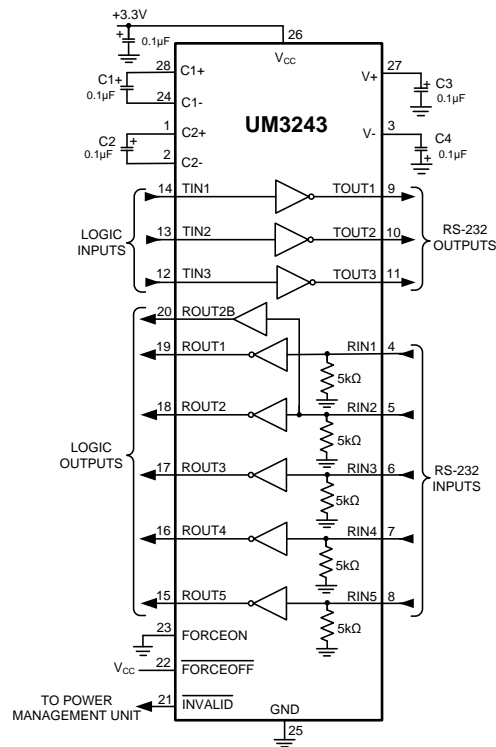 +3.3V
+
0.1µF
26
VCC
28
C1+
C1+
0.1µF
24
C1-
1
C2+
C2
+
0.1µF
2
C2-
UM3243
27
V+
+
C3
0.1µF
3
V-
C4
+
0.1µF
LOGIC
INPUTS
14 TIN1 TOUT1 9
13 TIN2 TOUT2 10
12 TIN3 TOUT3 11
RS-232
OUTPUTS
20 ROUT2B
19 ROUT1 RIN1 4
5kΩ
18 ROUT2 RIN2 5
5kΩ
LOGIC
OUTPUTS
17 ROUT3 RIN3 6
5kΩ
RS-232
INPUTS
16 ROUT4 RIN4 7
5kΩ
15 ROUT5 RIN5 8
5kΩ
23 FORCEON
VCC 22 FORCEOFF
TO POWER
MANAGEMENT UNIT
21 INVALID
GND
25